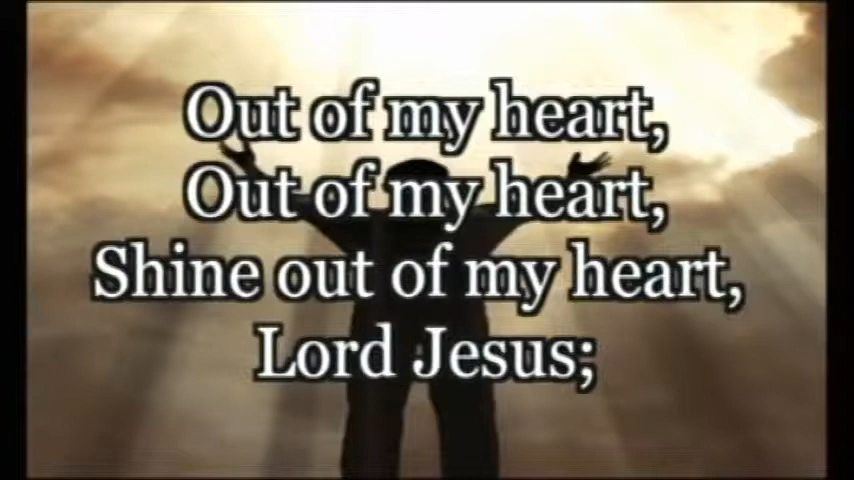 Out of my heart,
Out of my heart,
Shine out of my heart,
Lord Jesus;